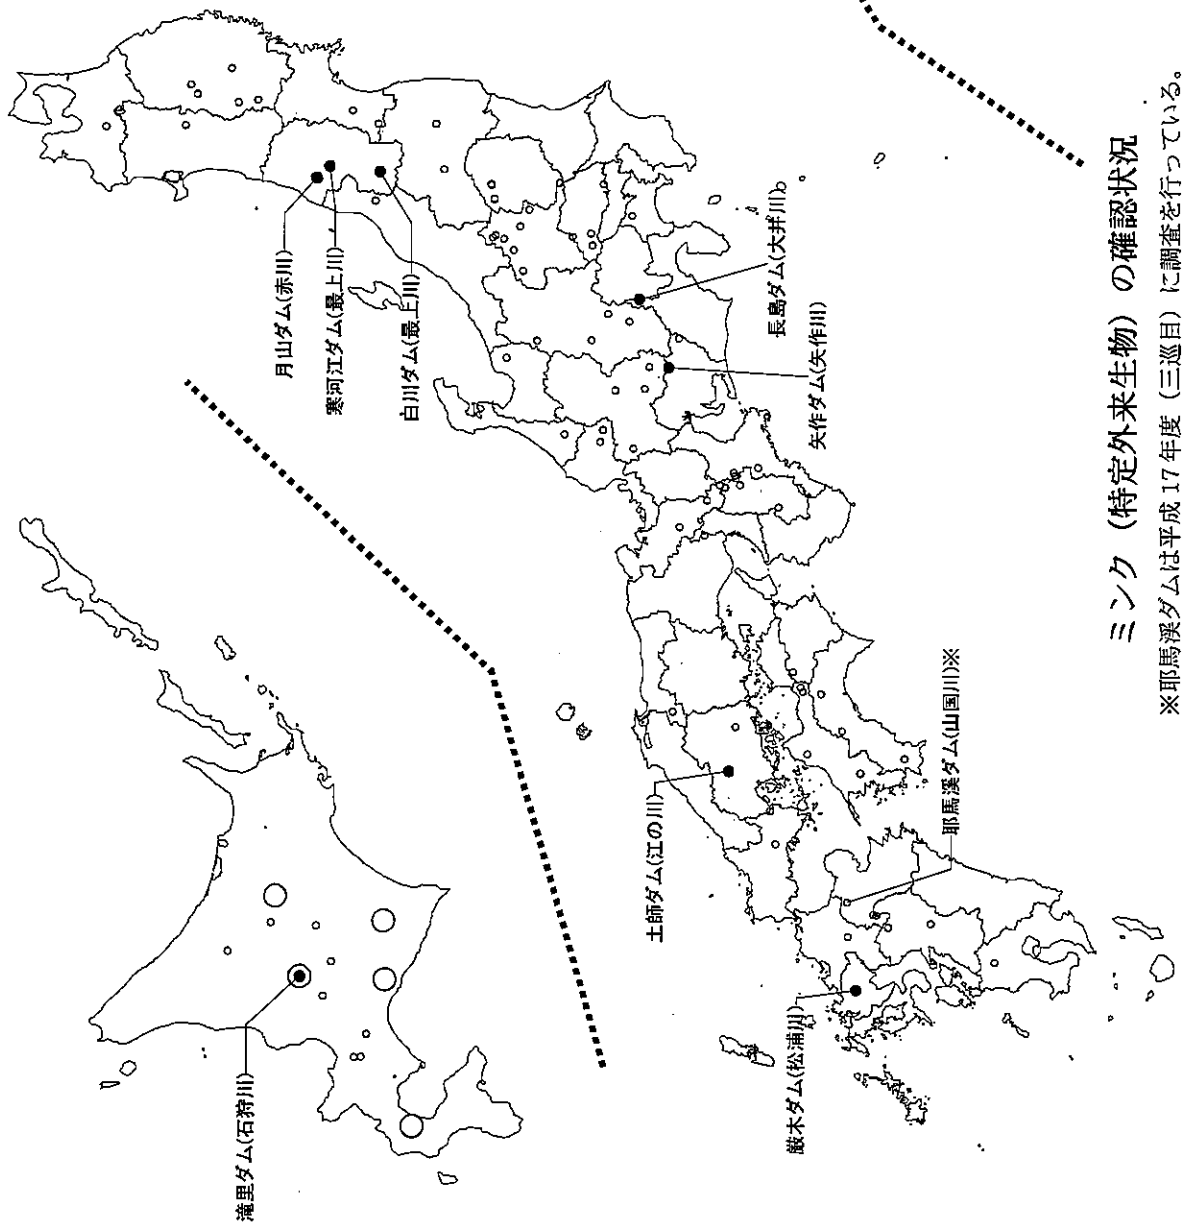 滝里ダム(石狩川)
月山ダム(赤川)
寒河江ダム(最上川)
白川ダム(最上川)
長島ダム(大井川)
矢作ダム(矢作川)
土師ダム(江の川)
耶馬溪ダム(山国川)※
厳木ダム(松浦川)
ミンク（特定外来生物）の確認状況
※耶馬渓ダムは平成17年度（三巡目）に調査を行っている。